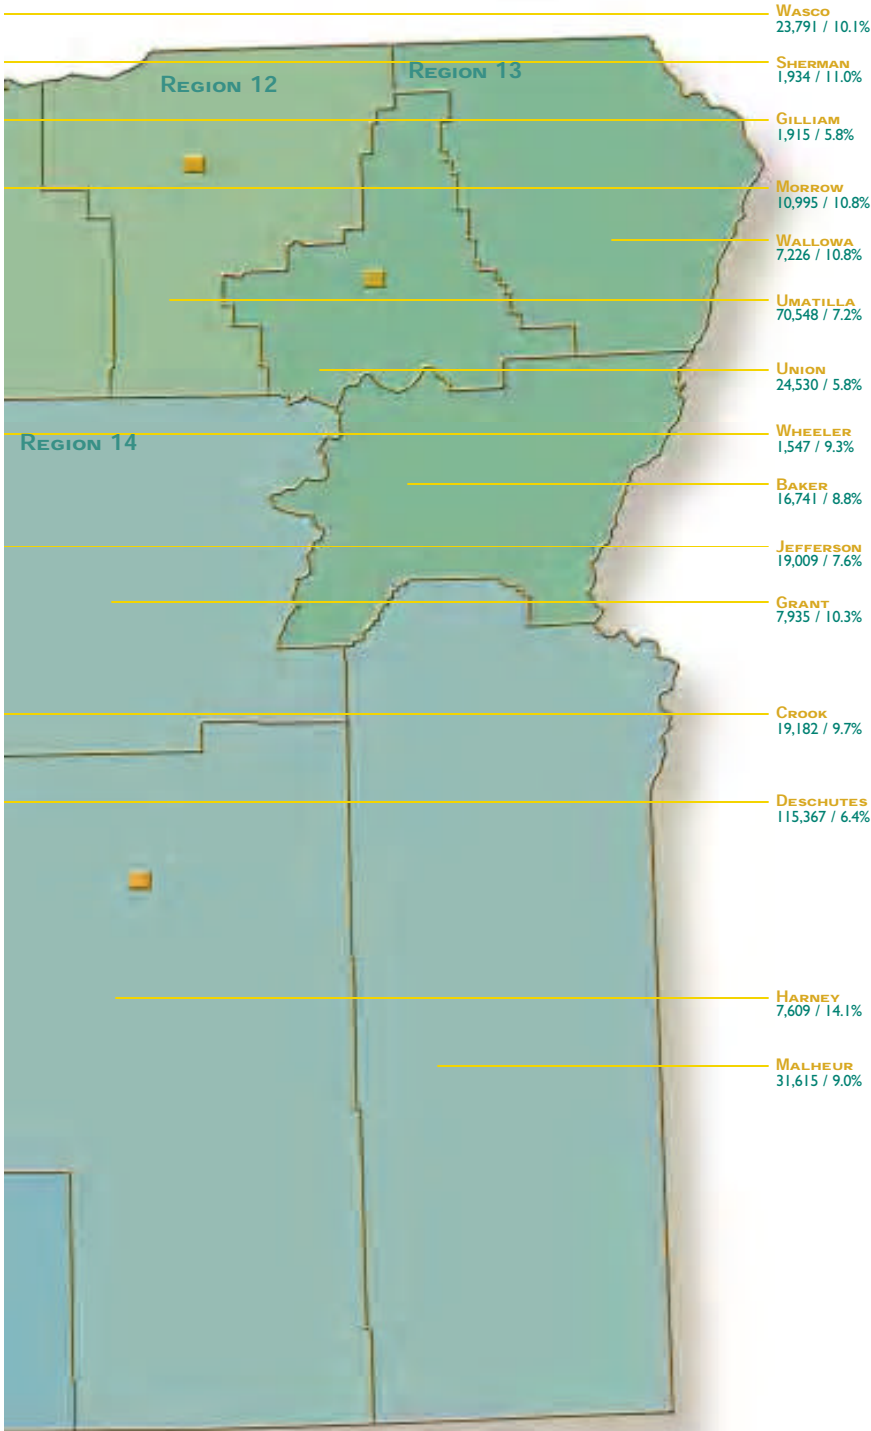 Wasco
23,791 / 10.1%
Region 12
Region 13
Sherman
1,934 / 11.0%
Gilliam
1,915 / 5.8%
Morrow
10,995 / 10.8%
Wallowa
7,226 / 10.8%
Umatilla
70,548 / 7.2%
Union
24,530 / 5.8%
Region 14
Wheeler
1,547 / 9.3%
Baker
16,741 / 8.8%
Jefferson
19,009 / 7.6%
Grant
7,935 / 10.3%
Crook
19,182 / 9.7%
Deschutes
115,367 / 6.4%
Harney
7,609 / 14.1%
Malheur
31,615 / 9.0%